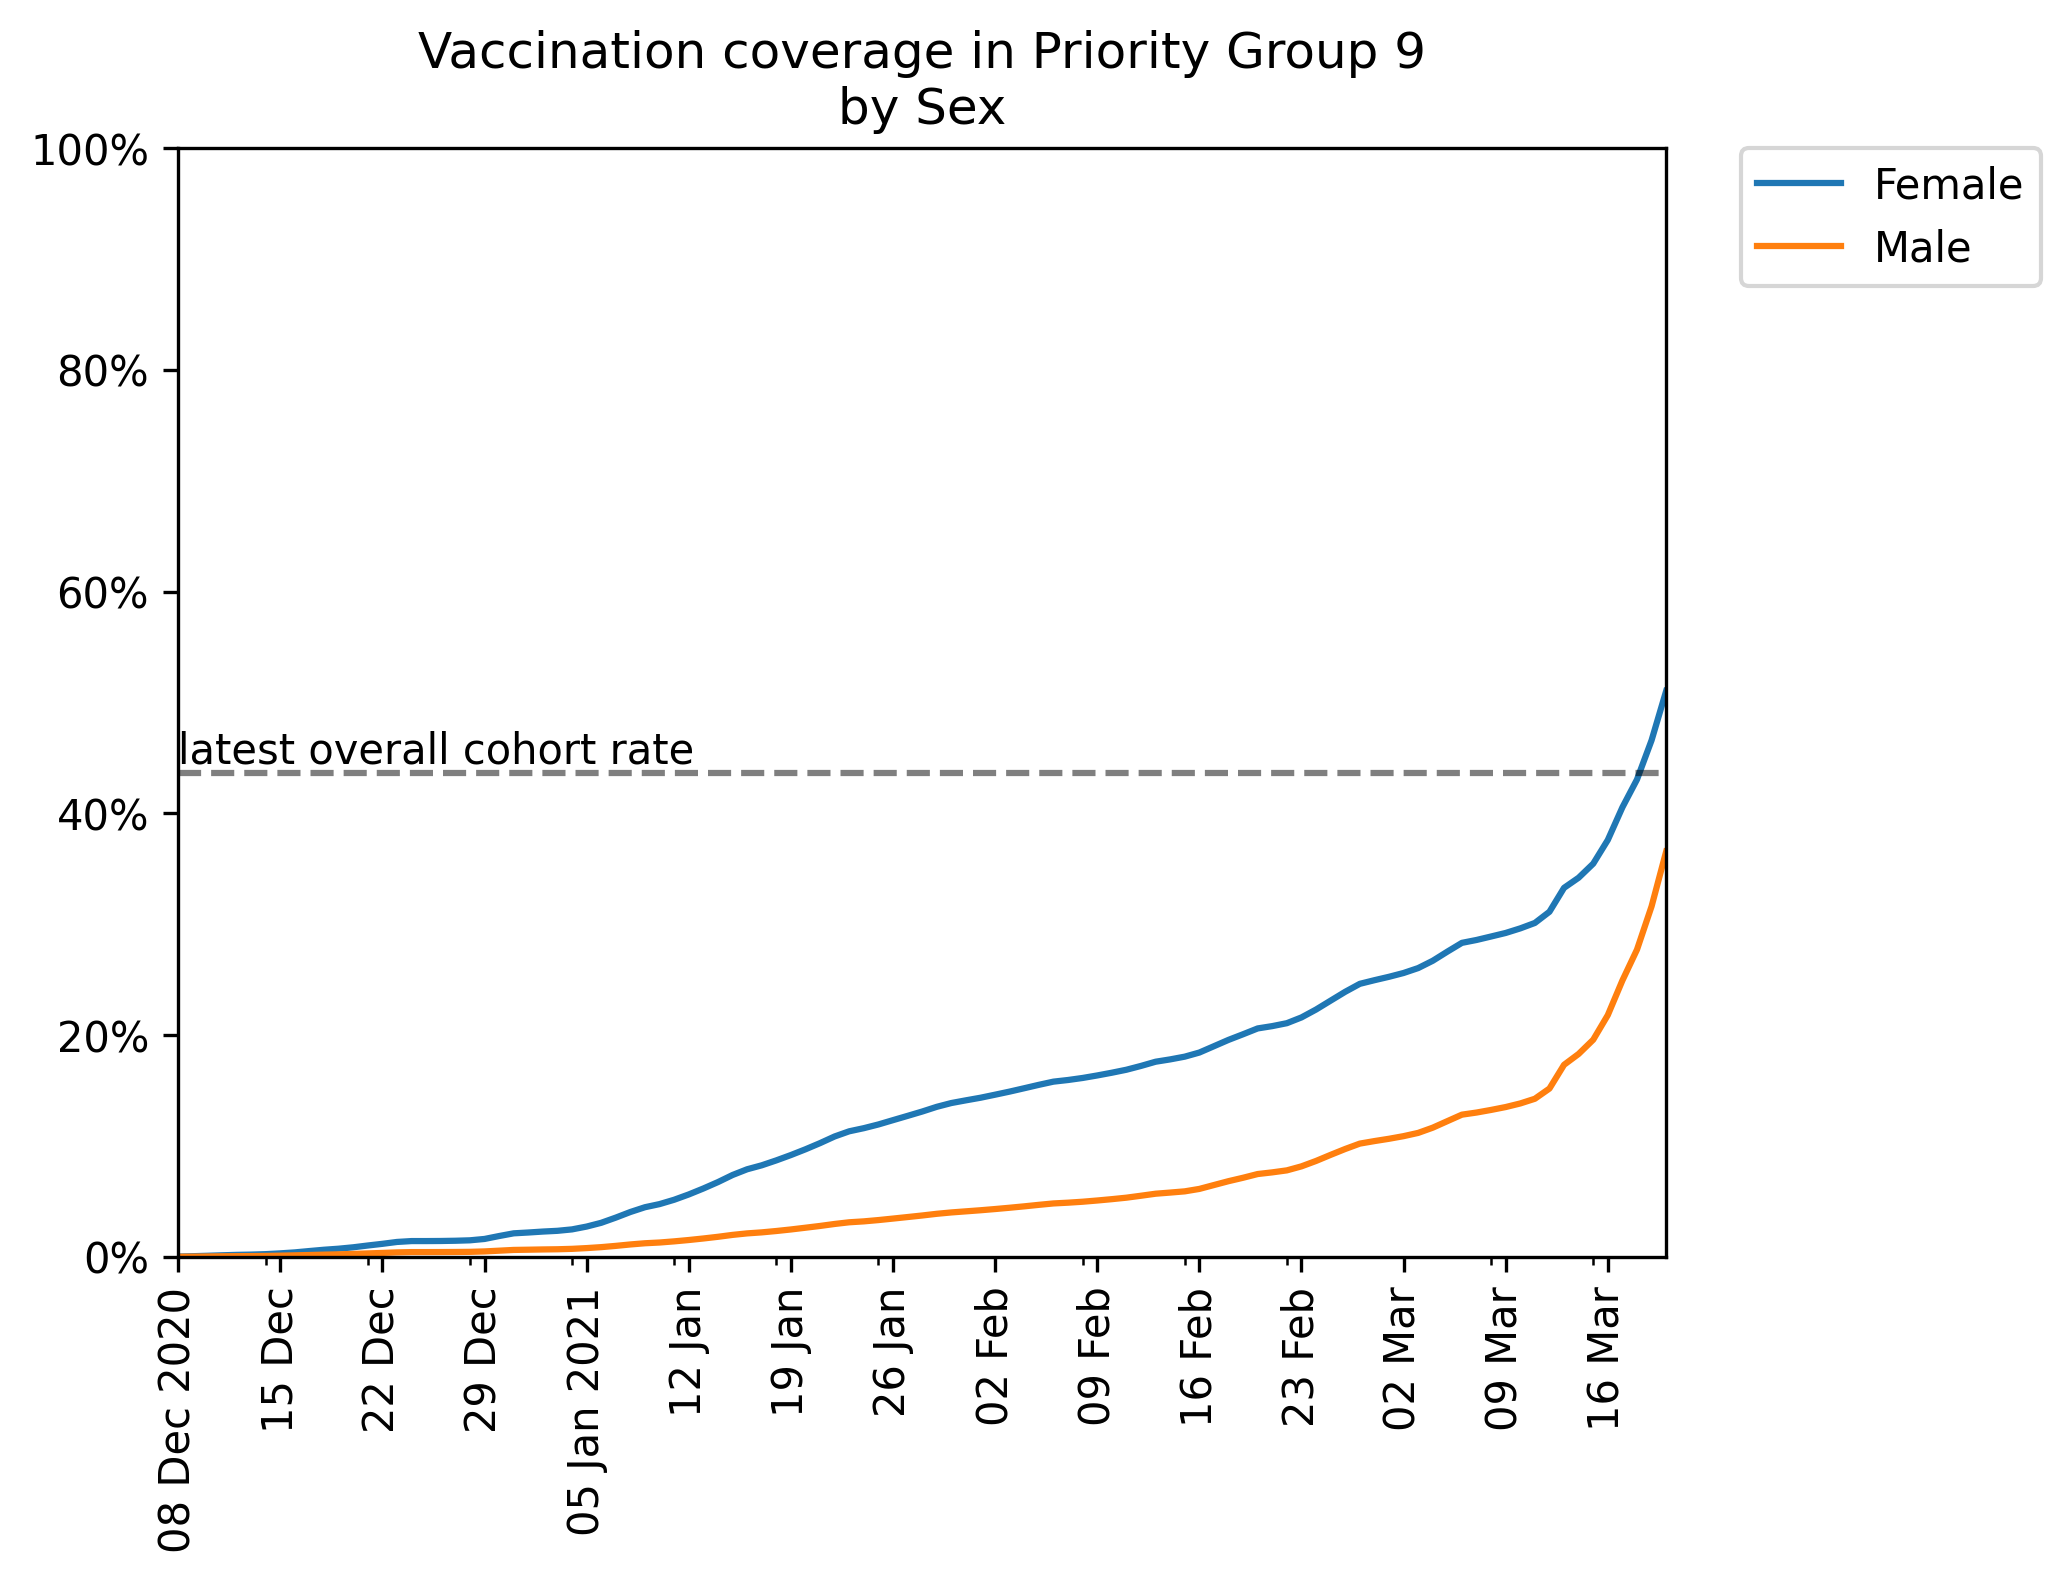 Vaccination coverage in Priority Group 9
by Sex
100%
80%
60%
40%
20%
0%
latest overall cohort rate
Female
Male
08 Dec 2020
15 Dec
22 Dec
29 Dec
05 Jan 2021
12 Jan
19 Jan
26 Jan
02 Feb
09 Feb
16 Feb
23 Feb
02 Mar
09 Mar
16 Mar